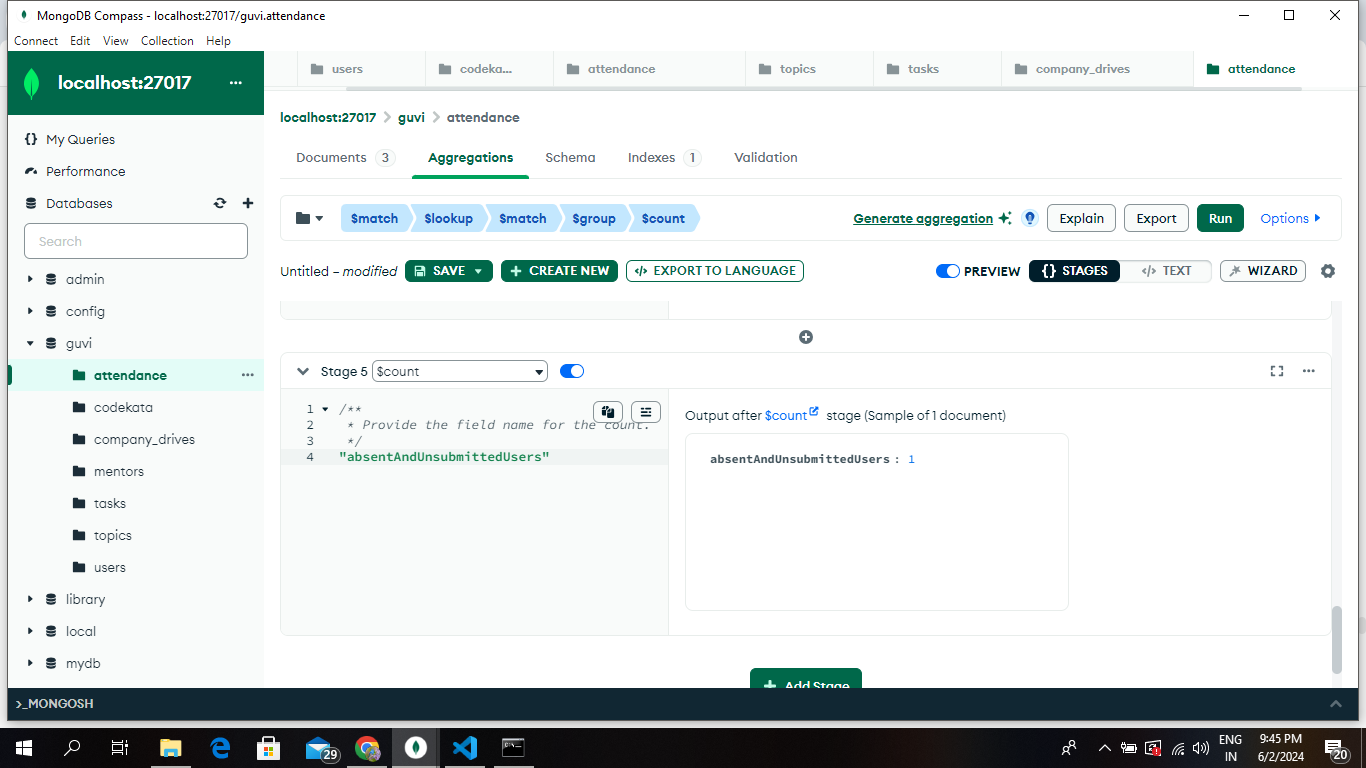 MongoDB Compass - localhost:27017/guvi.attendance
Connect Edit View Collection Help
localhost:27017 ...
My Queries
Performance
Databases
Search
admin
config
guvi
attendance ...
codekata
company_drives
mentors
tasks
topics
users
library
local
mydb
users codeka... attendance topics tasks company_drives attendance
localhost:27017 > guvi > attendance
Documents 3 Aggregations Schema Indexes 1 Validation
$match $lookup $match $group $count Generate aggregation Explain Export Run Options
Untitled – modified SAVE + CREATE NEW </> EXPORT TO LANGUAGE PREVIEW {} STAGES </> TEXT WIZARD
Stage 5 $count ...
1 /**
2 * Provide the field name for the count.
3 */
4 "absentAndUnsubmittedUsers"
Output after $count stage (Sample of 1 document)
absentAndUnsubmittedUsers : 1
+ Add Stage
>_MONGOSH
29
ENG
IN
9:45 PM
6/2/2024
20